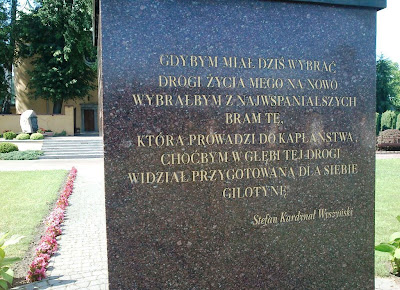 GDYBYM MIAŁ DZIŚ WYBRAĆ
DROGI ŻYCIA MEGO NA NOWO
WYBRAŁBYM Z NAJWSPANIALSZYCH
BRAM TĘ,
KTÓRA PROWADZI DO KAPŁAŃSTWA,
CHOĆBYM W GŁĘBI TEJ DROGI
WIDZIAŁ PRZYGOTOWANĄ DLA SIEBIE
GILOTYNĘ"
Stefan Kardynał Wyszyński